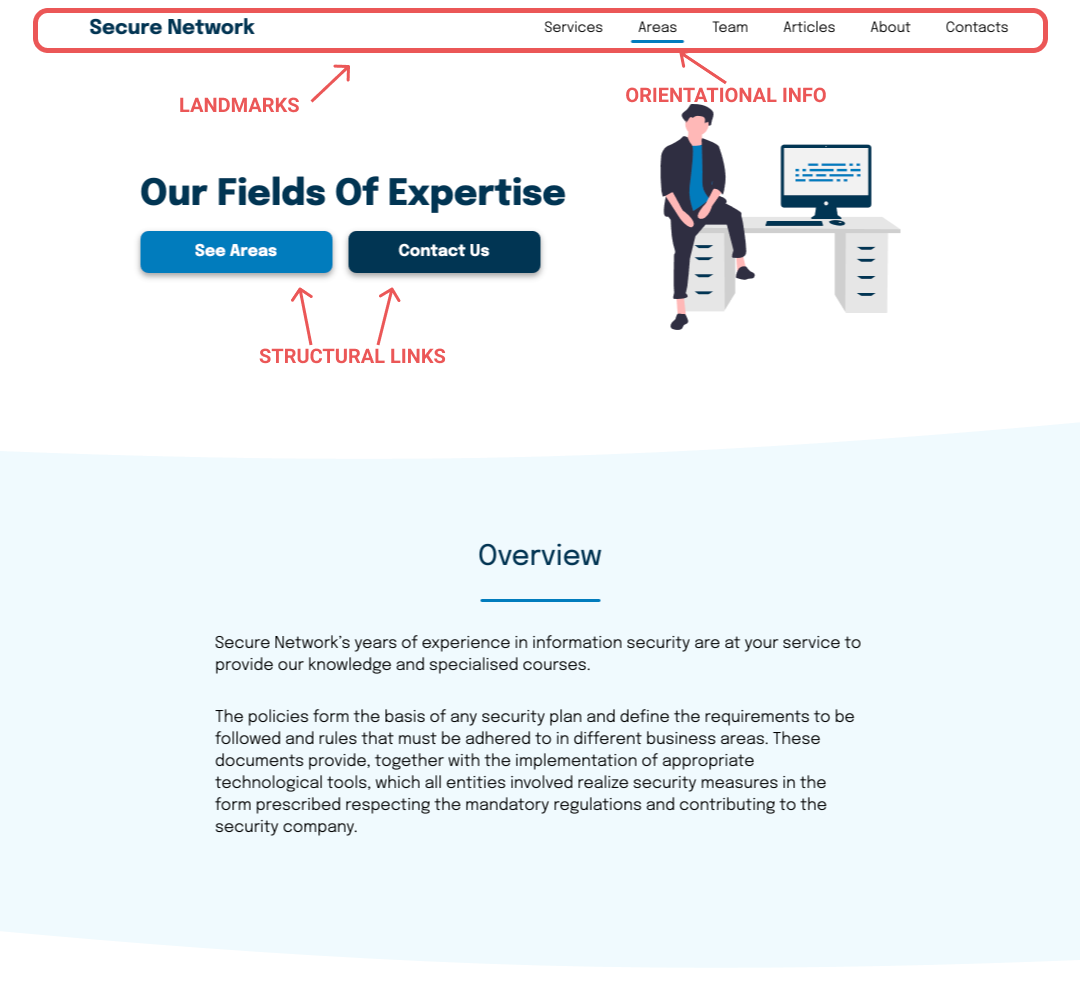 Secure Network Services Areas Team Articles About Contacts
LANDMARKS
ORIENTATIONAL INFO
Our Fields Of Expertise
See Areas Contact Us
STRUCTURAL LINKS
Overview
Secure Network’s years of experience in information security are at your service to
provide our knowledge and specialised courses.
The policies form the basis of any security plan and define the requirements to be
followed and rules that must be adhered to in different business areas. These
documents provide, together with the implementation of appropriate
technological tools, which all entities involved realize security measures in the
form prescribed respecting the mandatory regulations and contributing to the
security company.